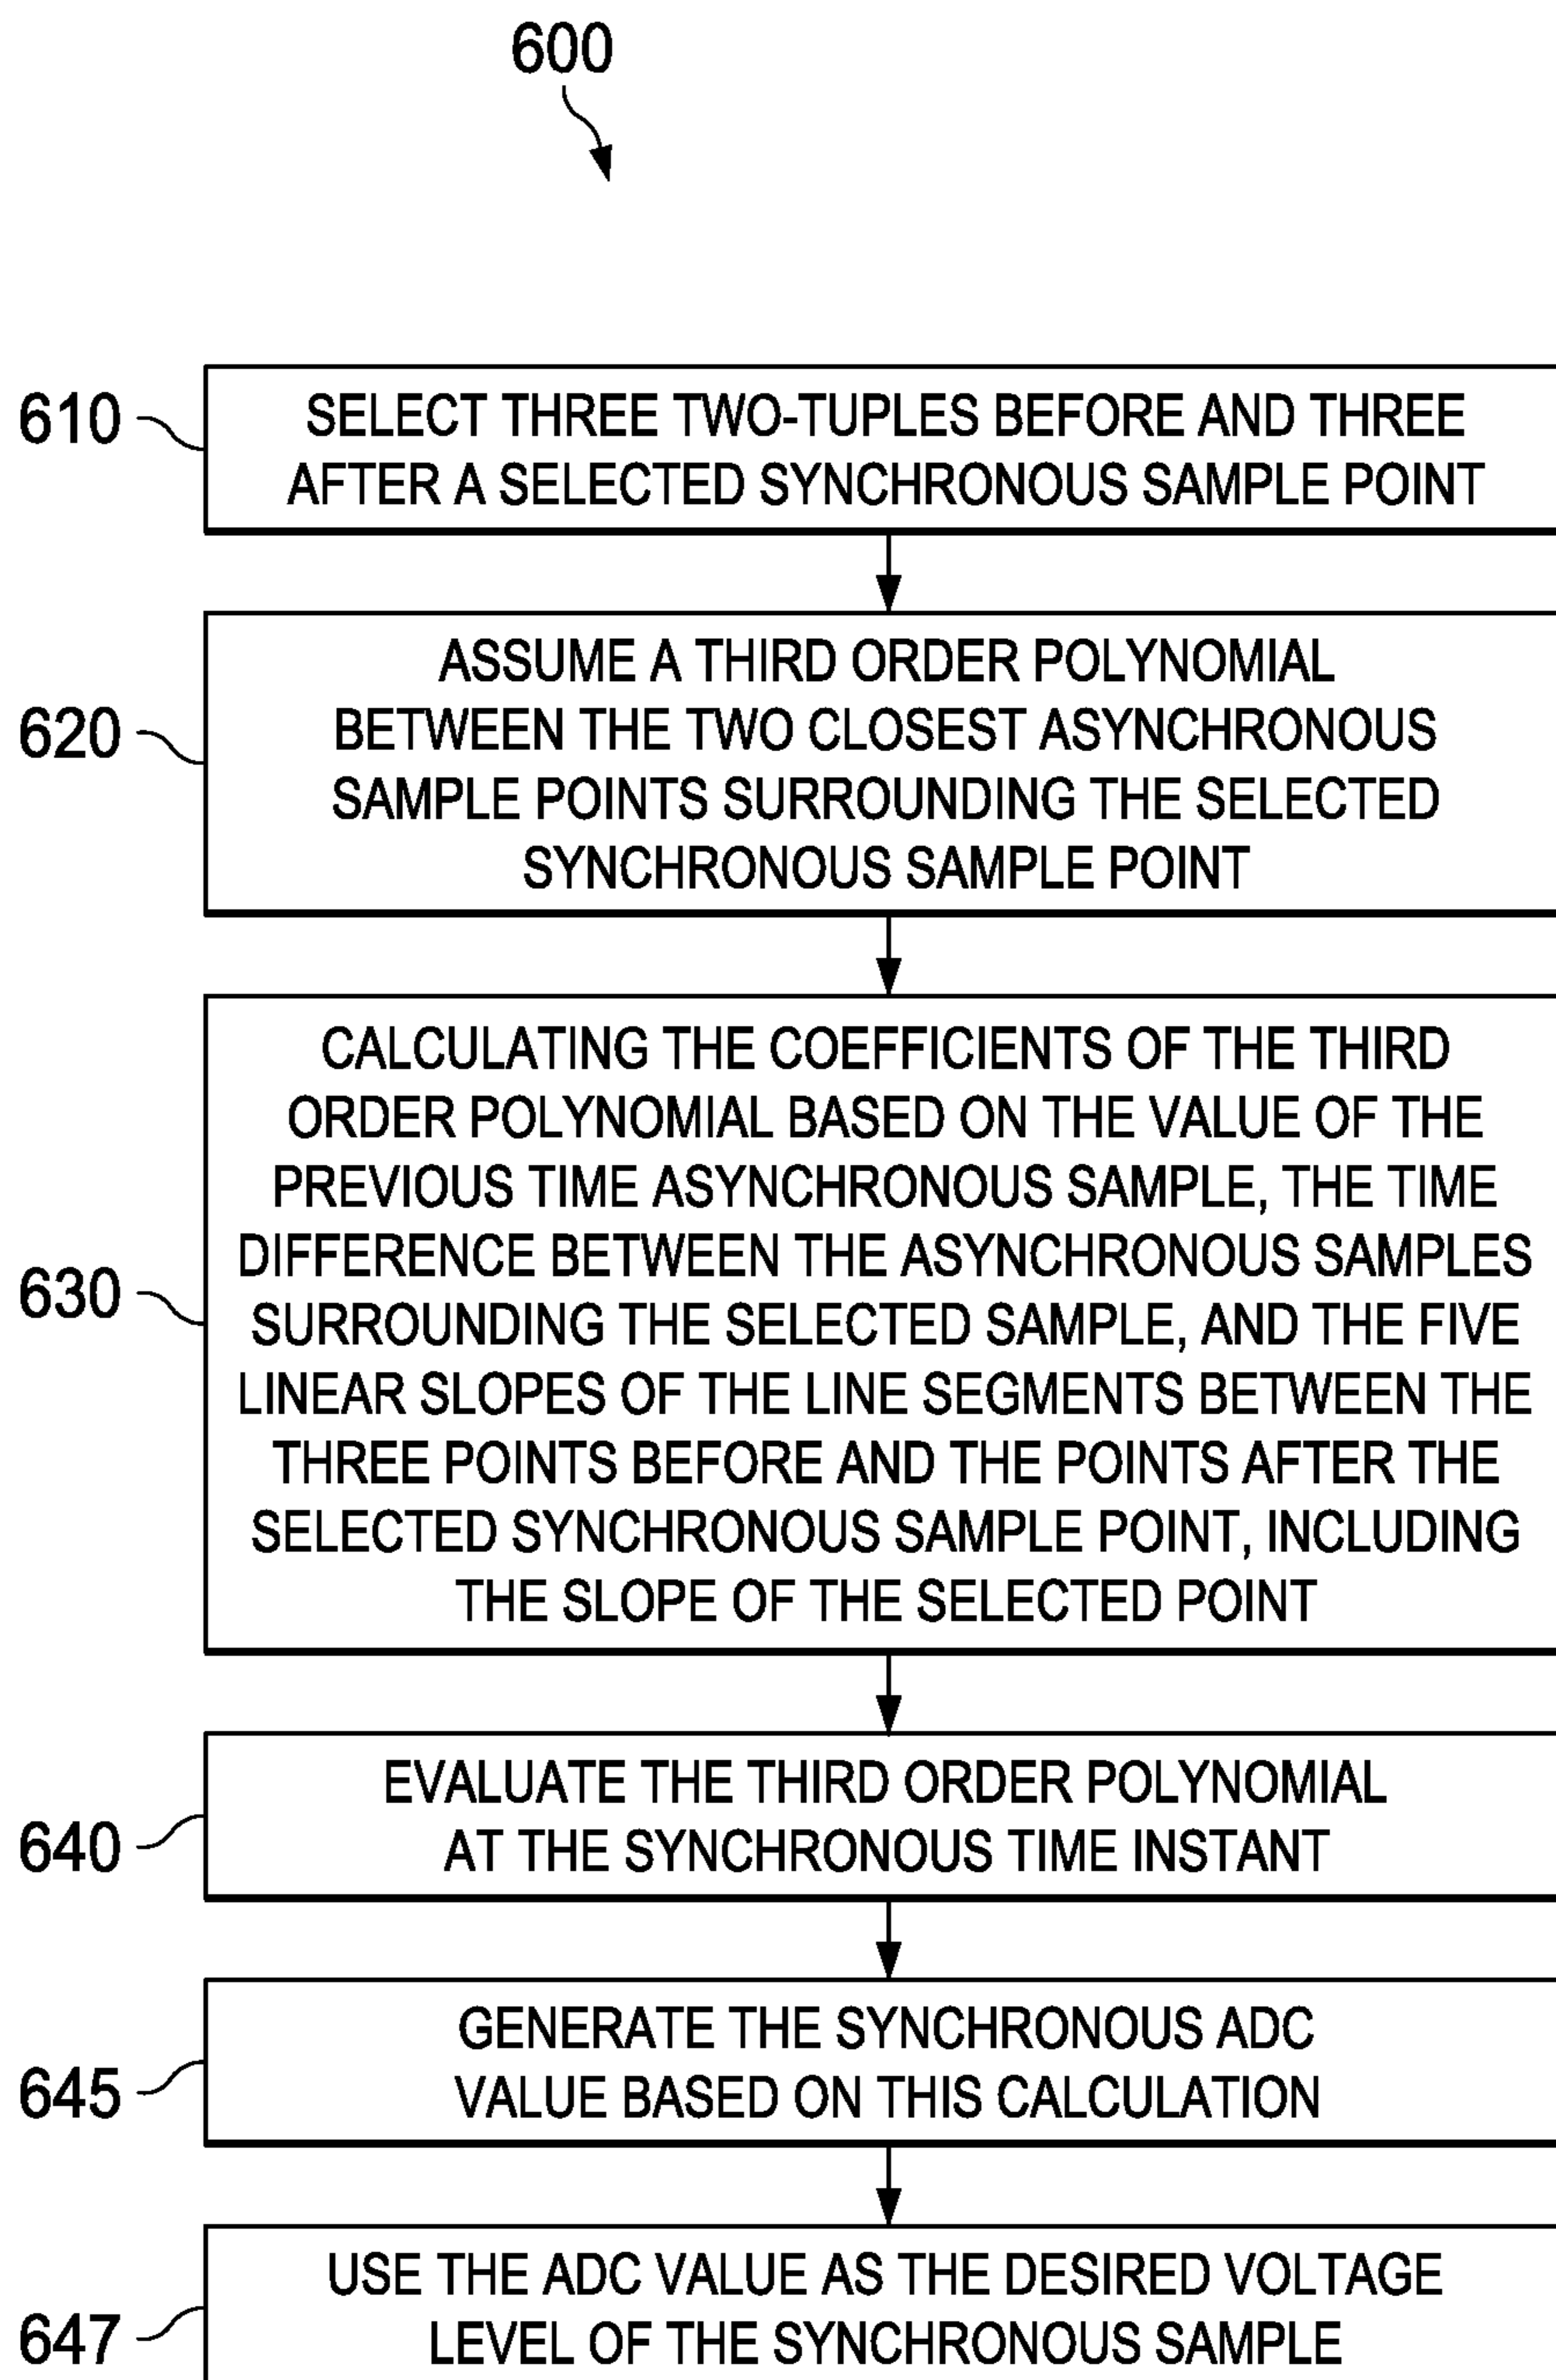 600
610
SELECT THREE TWO-TUPLES BEFORE AND THREE
AFTER A SELECTED SYNCHRONOUS SAMPLE POINT
620
ASSUME A THIRD ORDER POLYNOMIAL
BETWEEN THE TWO CLOSEST ASYNCHRONOUS
SAMPLE POINTS SURROUNDING THE SELECTED
SYNCHRONOUS SAMPLE POINT
630
CALCULATING THE COEFFICIENTS OF THE THIRD
ORDER POLYNOMIAL BASED ON THE VALUE OF THE
PREVIOUS TIME ASYNCHRONOUS SAMPLE, THE TIME
DIFFERENCE BETWEEN THE ASYNCHRONOUS SAMPLES
SURROUNDING THE SELECTED SAMPLE, AND THE FIVE
LINEAR SLOPES OF THE LINE SEGMENTS BETWEEN THE
THREE POINTS BEFORE AND THE POINTS AFTER THE
SELECTED SYNCHRONOUS SAMPLE POINT, INCLUDING
THE SLOPE OF THE SELECTED POINT
640
EVALUATE THE THIRD ORDER POLYNOMIAL
AT THE SYNCHRONOUS TIME INSTANT
645
GENERATE THE SYNCHRONOUS ADC
VALUE BASED ON THIS CALCULATION
647
USE THE ADC VALUE AS THE DESIRED VOLTAGE
LEVEL OF THE SYNCHRONOUS SAMPLE